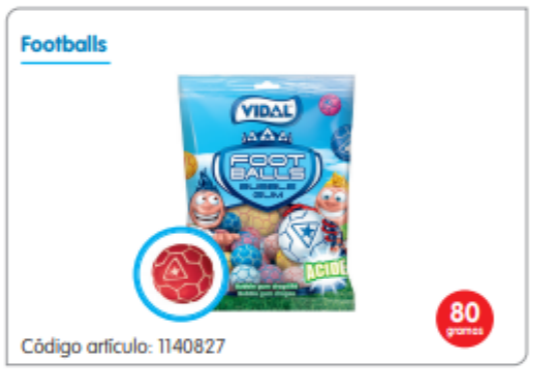 Footballs
VIDAL
FOOT
BALLS
BUBBLE
GUM
ACIDE
80
gramos
Código artículo: 1140827